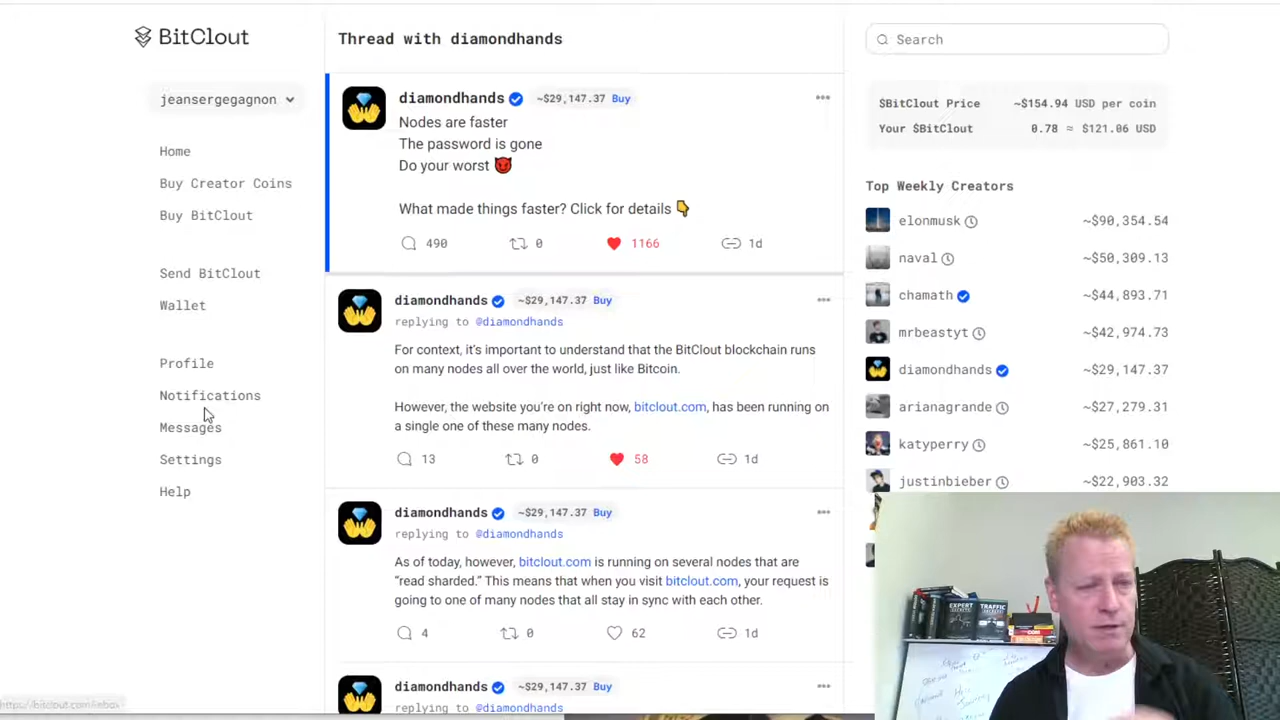 BitClout
jeansergegagnon
Home
Buy Creator Coins
Buy BitClout
Send BitClout
Wallet
Profile
Notifications
Messages
Settings
Help
Thread with diamondhands
diamondhands ~$29,147.37 Buy
Nodes are faster
The password is gone
Do your worst 😈
What made things faster? Click for details 👇
490 0 1166 1d
diamondhands ~$29,147.37 Buy
replying to @diamondhands
For context, it's important to understand that the BitClout blockchain runs
on many nodes all over the world, just like Bitcoin.
However, the website you're on right now, bitclout.com, has been running on
a single one of these many nodes.
13 0 58 1d
diamondhands ~$29,147.37 Buy
replying to @diamondhands
As of today, however, bitclout.com is running on several nodes that are
"read sharded." This means that when you visit bitclout.com, your request is
going to one of many nodes that all stay in sync with each other.
4 0 62 1d
diamondhands ~$29,147.37 Buy
replying to @diamondhands
Search
$BitClout Price ~$154.94 USD per coin
Your $BitClout 0.78 ≈ $121.06 USD
Top Weekly Creators
elonmusk ~$90,354.54
naval ~$50,309.13
chamath ~$44,893.71
mrbeastyt ~$42,974.73
diamondhands ~$29,147.37
arianagrande ~$27,279.31
katyperry ~$25,861.10
justinbieber ~$22,903.32
EXPERT
SECRETS
TRAFFIC
SECRETS